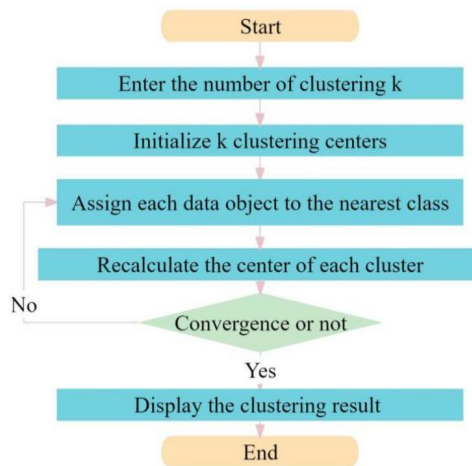 Start
Enter the number of clustering k
Initialize k clustering centers
Assign each data object to the nearest class
Recalculate the center of each cluster
No
Convergence or not
Yes
Display the clustering result
End